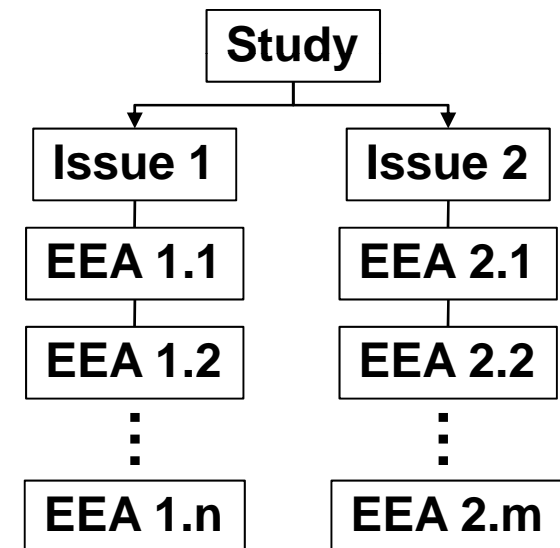 Study
Issue 1
Issue 2
EEA 1.1
EEA 2.1
EEA 1.2
EEA 2.2
EEA 1.n
EEA 2.m